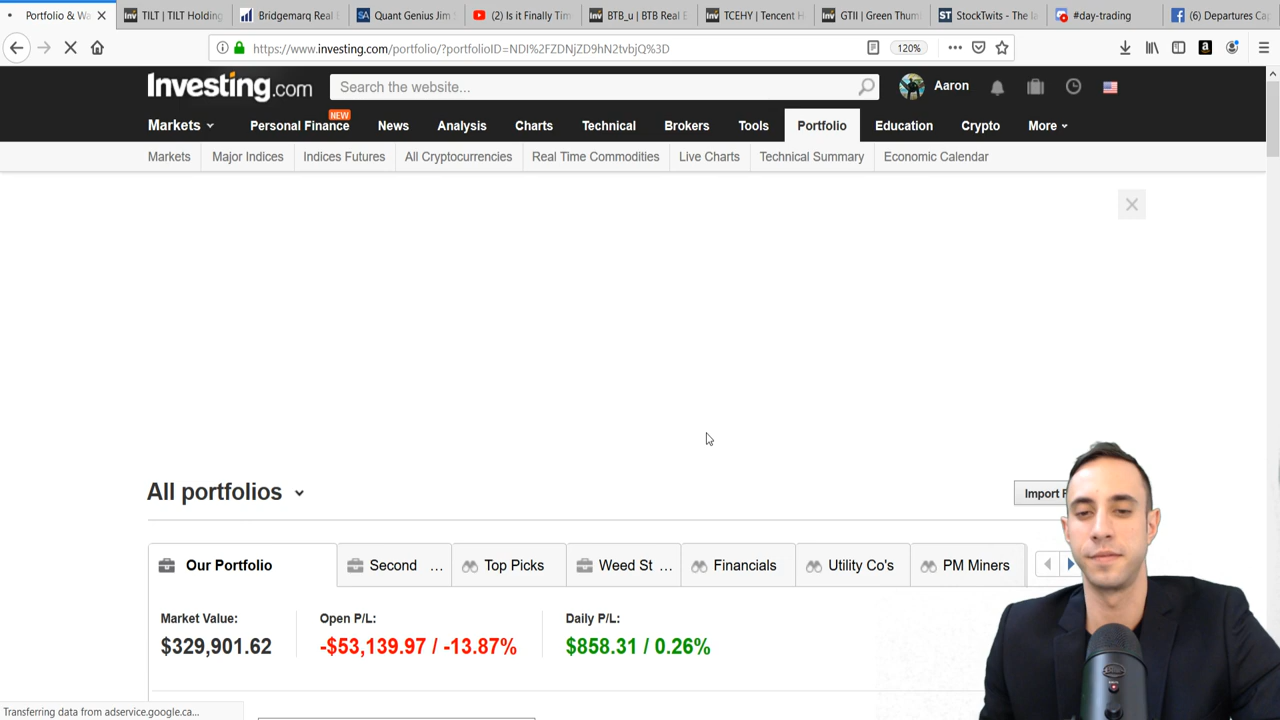 Portfolio & Wa
TILT | TILT Holding
Bridgemarq Real E
Quant Genius Jim S
(2) Is it Finally Tim
BTB_u | BTB Real E
TCEHY | Tencent H
GTII | Green Thum
StockTwits - The la
#day-trading
(6) Departures Cap
https://www.investing.com/portfolio/?portfolioID=NDI%2FZDNjZD9hN2tvbjQ%3D
120%
Investing.com
Search the website...
Aaron
NEW
Markets
Personal Finance
News
Analysis
Charts
Technical
Brokers
Tools
Portfolio
Education
Crypto
More
Markets
Major Indices
Indices Futures
All Cryptocurrencies
Real Time Commodities
Live Charts
Technical Summary
Economic Calendar
All portfolios
Import
Our Portfolio
Second ...
Top Picks
Weed St ...
Financials
Utility Co's
PM Miners
Market Value:
Open P/L:
Daily P/L:
$329,901.62
-$53,139.97 / -13.87%
$858.31 / 0.26%
Transferring data from adservice.google.ca...